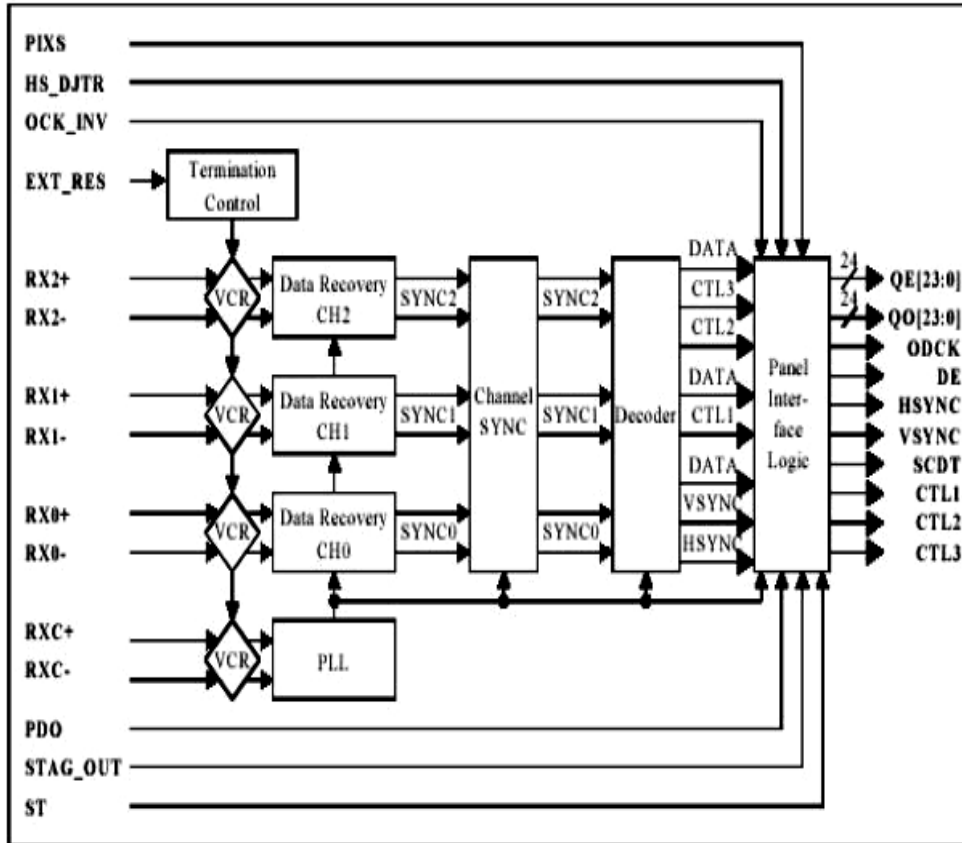 PIXS
HS_DJTR
OCK_INV
EXT_RES
Termination
Control
RX2+
RX2-
VCR
Data Recovery
CH2
SYNC2
SYNC2
DATA
CTL3
CTL2
24
QE[23:0]
24
QO[23:0]
ODCK
DE
HSYNC
VSYNC
SCDT
CTL1
CTL2
CTL3
RX1+
RX1-
VCR
Data Recovery
CH1
SYNC1
Channel
SYNC
SYNC1
Decoder
DATA
CTL1
Panel
Inter-
face
Logic
RX0+
RX0-
VCR
Data Recovery
CH0
SYNC0
SYNC0
DATA
VSYNC
HSYNC
RXC+
RXC-
VCR
PLL
PDO
STAG_OUT
ST